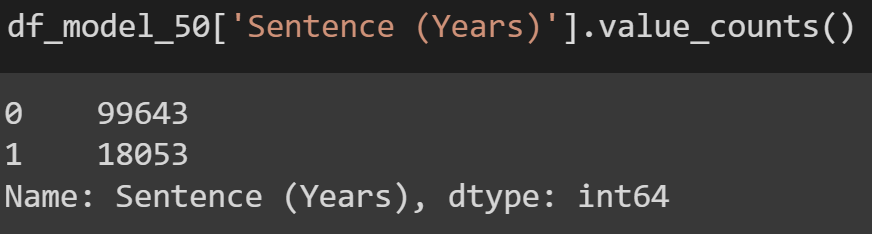 df_model_50['Sentence (Years)'].value_counts()
0    99643
1    18053
Name: Sentence (Years), dtype: int64